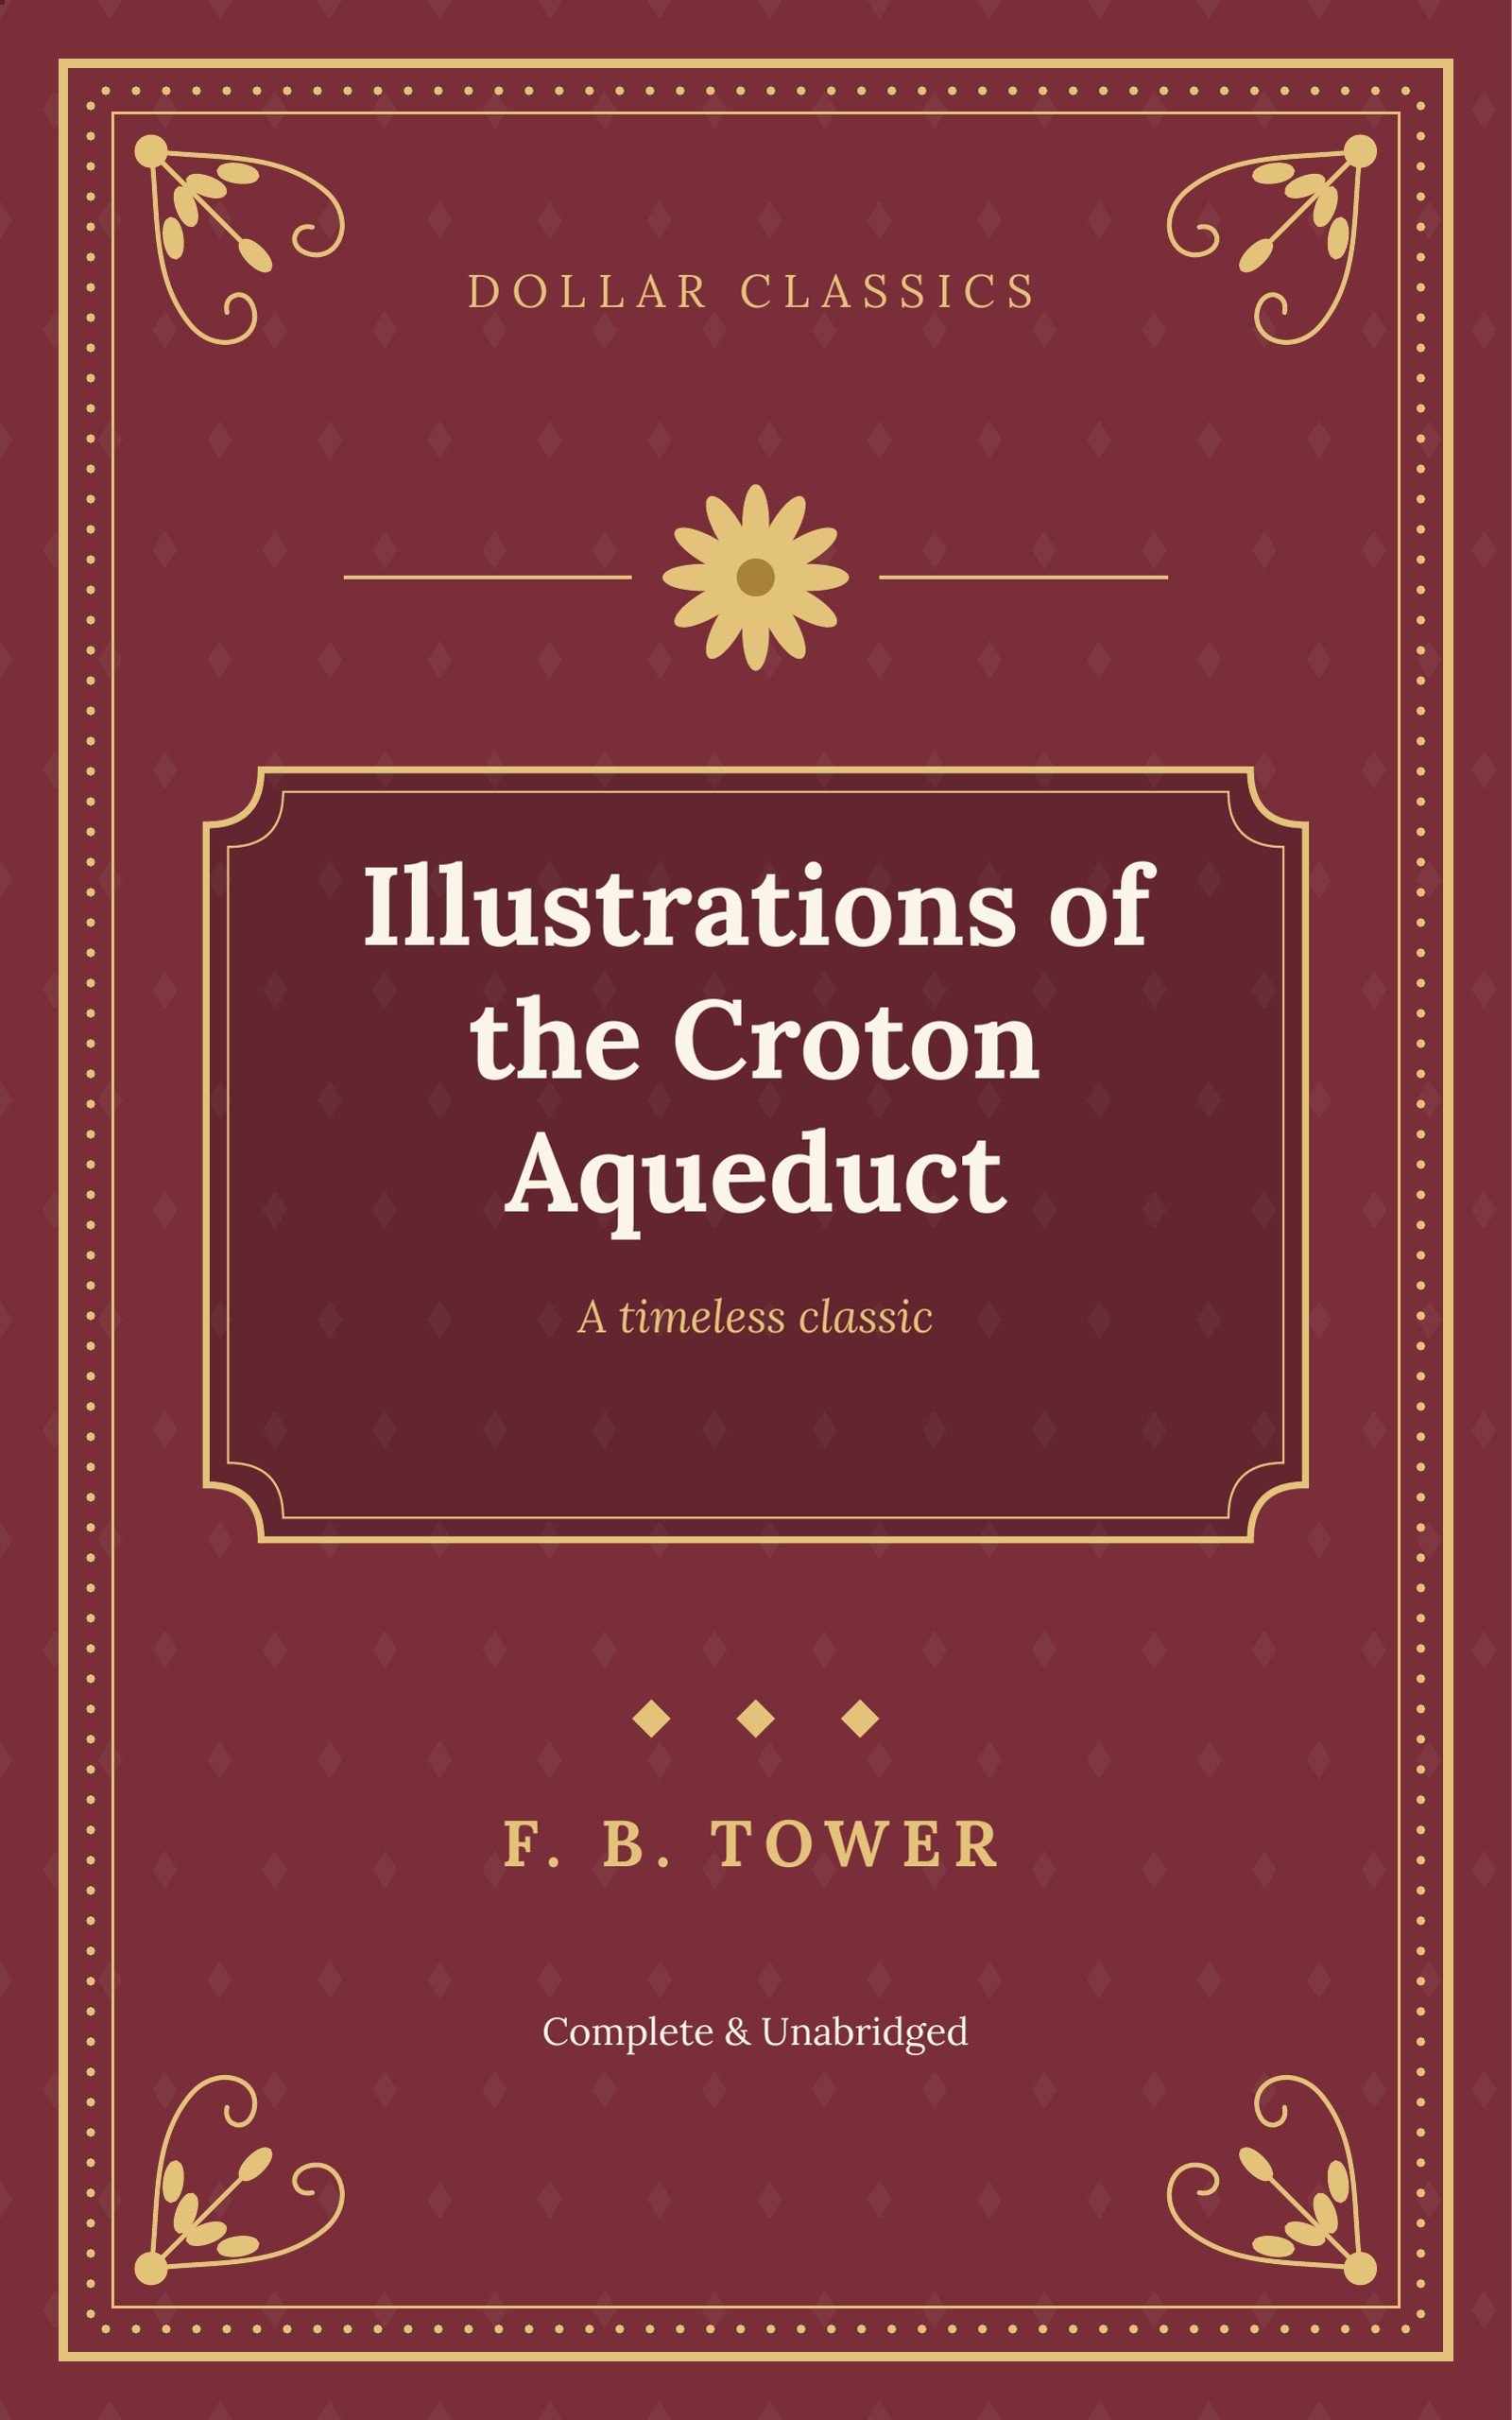 DOLLAR CLASSICS
Illustrations of
the Croton
Aqueduct
A timeless classic
F. B. TOWER
Complete & Unabridged